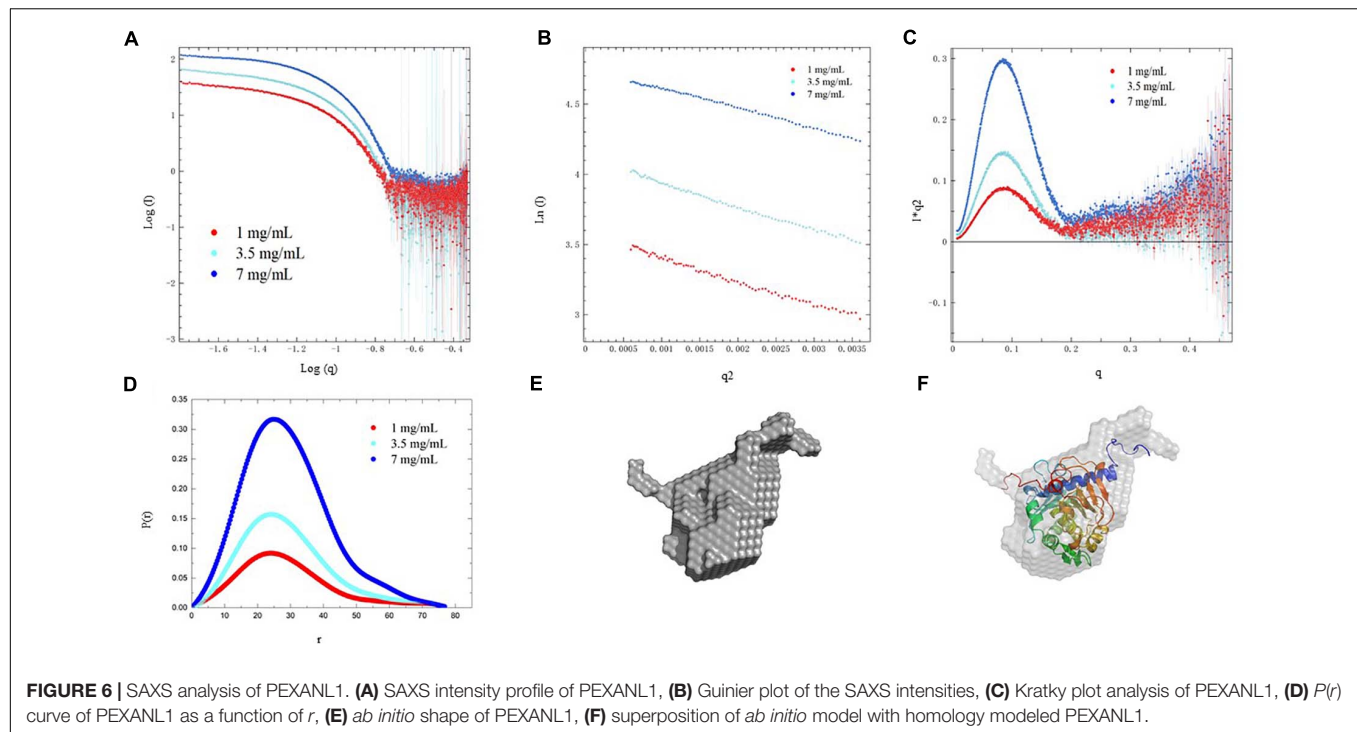 A
2
1
0
−1
−2
−3
Log (I)
1 mg/mL
3.5 mg/mL
7 mg/mL
−1.6
−1.4
−1.2
−1
−0.8
−0.6
−0.4
Log (q)
B
4.5
4
3.5
3
Ln (I)
1 mg/mL
3.5 mg/mL
7 mg/mL
0
0.0005
0.001
0.0015
0.002
0.0025
0.003
0.0035
q2
C
0.3
0.2
0.1
0
−0.1
I*q2
1 mg/mL
3.5 mg/mL
7 mg/mL
0
0.1
0.2
0.3
0.4
q
D
0.35
0.30
0.25
0.20
0.15
0.10
0.05
0.00
P(r)
1 mg/mL
3.5 mg/mL
7 mg/mL
0
10
20
30
40
50
60
70
80
r
E
F
FIGURE 6 | SAXS analysis of PEXANL1. (A) SAXS intensity profile of PEXANL1, (B) Guinier plot of the SAXS intensities, (C) Kratky plot analysis of PEXANL1, (D) P(r)
curve of PEXANL1 as a function of r, (E) ab initio shape of PEXANL1, (F) superposition of ab initio model with homology modeled PEXANL1.